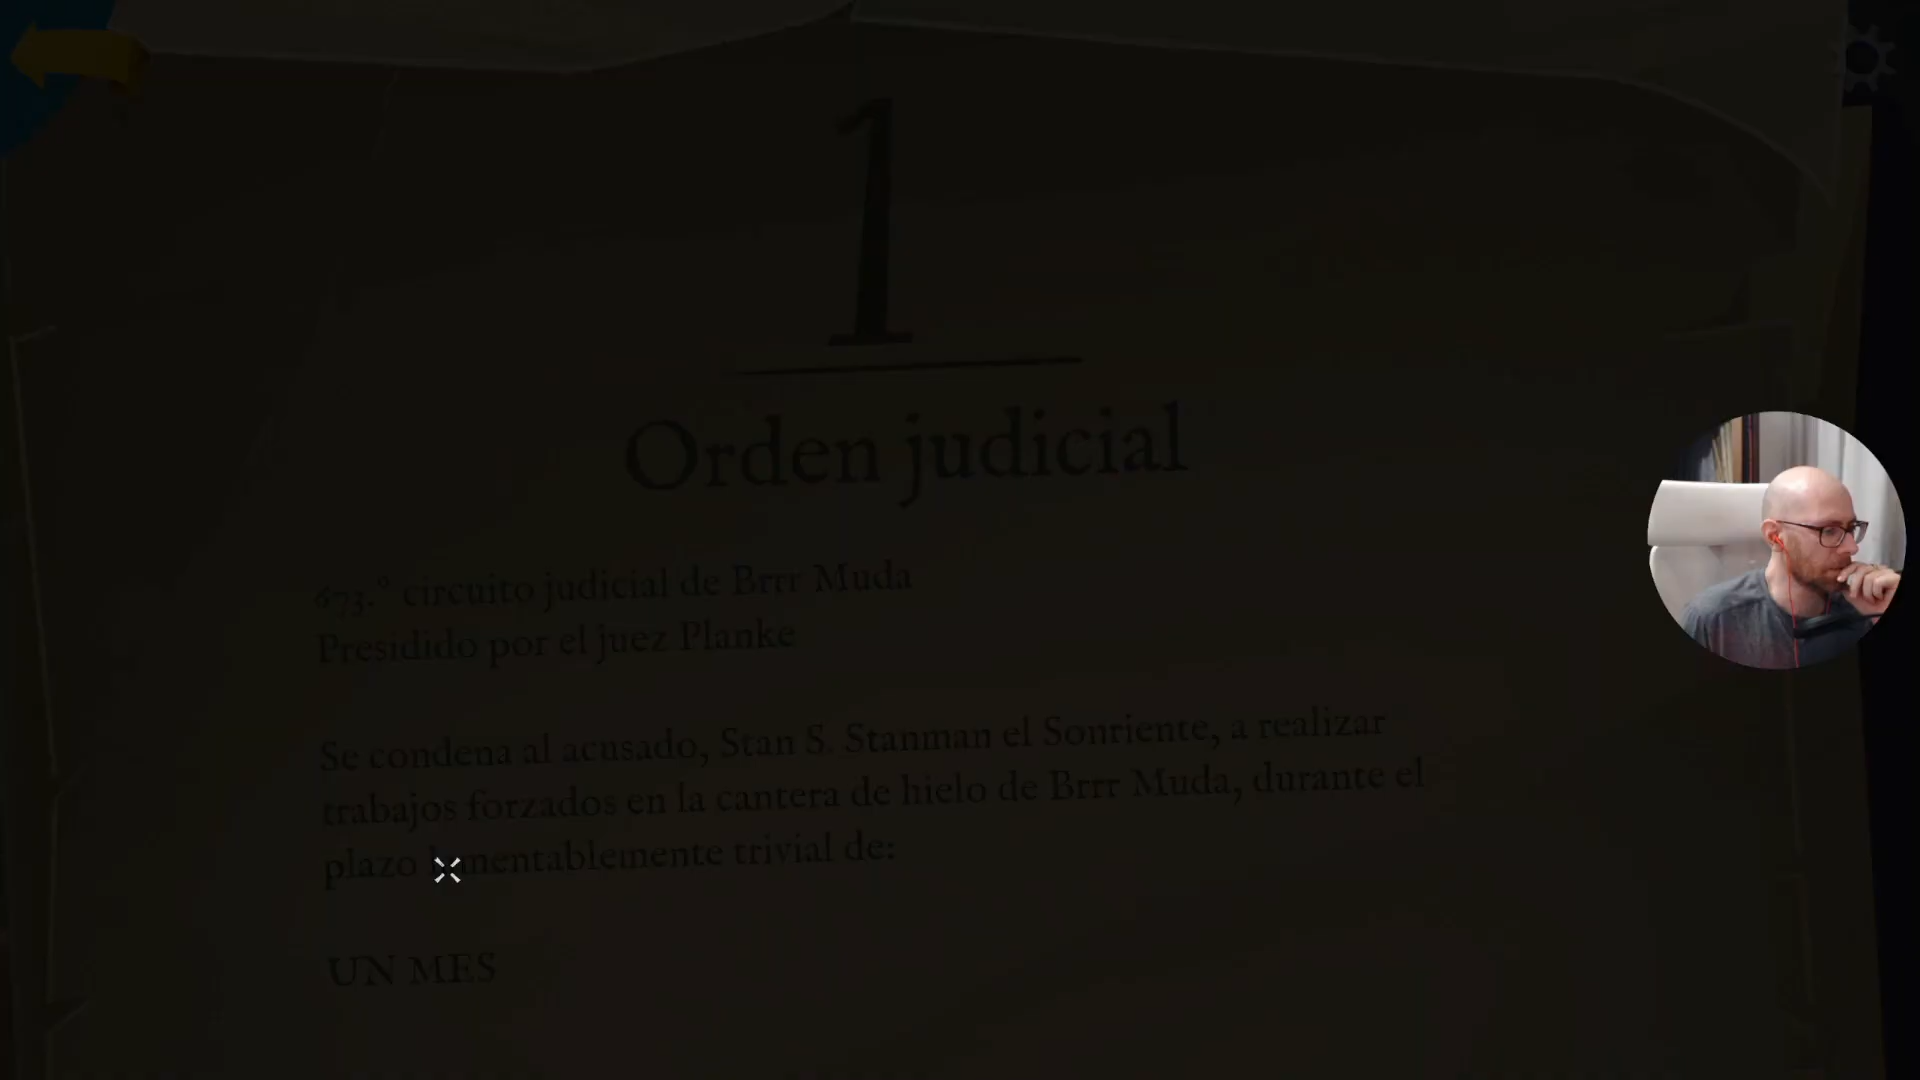 1
Orden judicial
673.º circuito judicial de Brrr Muda
Presidido por el juez Planke
Se condena al acusado, Stan S. Stanman el Sonriente, a realizar
trabajos forzados en la cantera de hielo de Brrr Muda, durante el
plazo lamentablemente trivial de:
UN MES